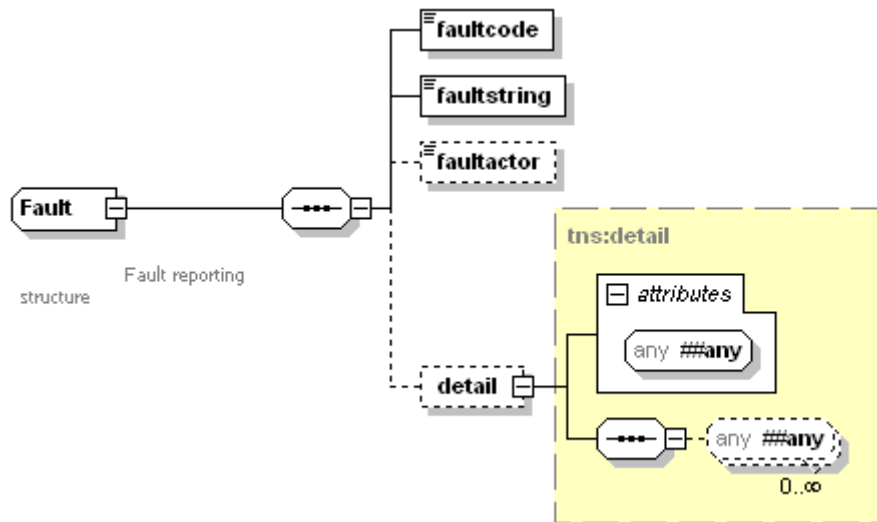 faultcode
faultstring
faultactor
Fault
Fault reporting
structure
tns:detail
attributes
any ##any
detail
any ##any
0..∞